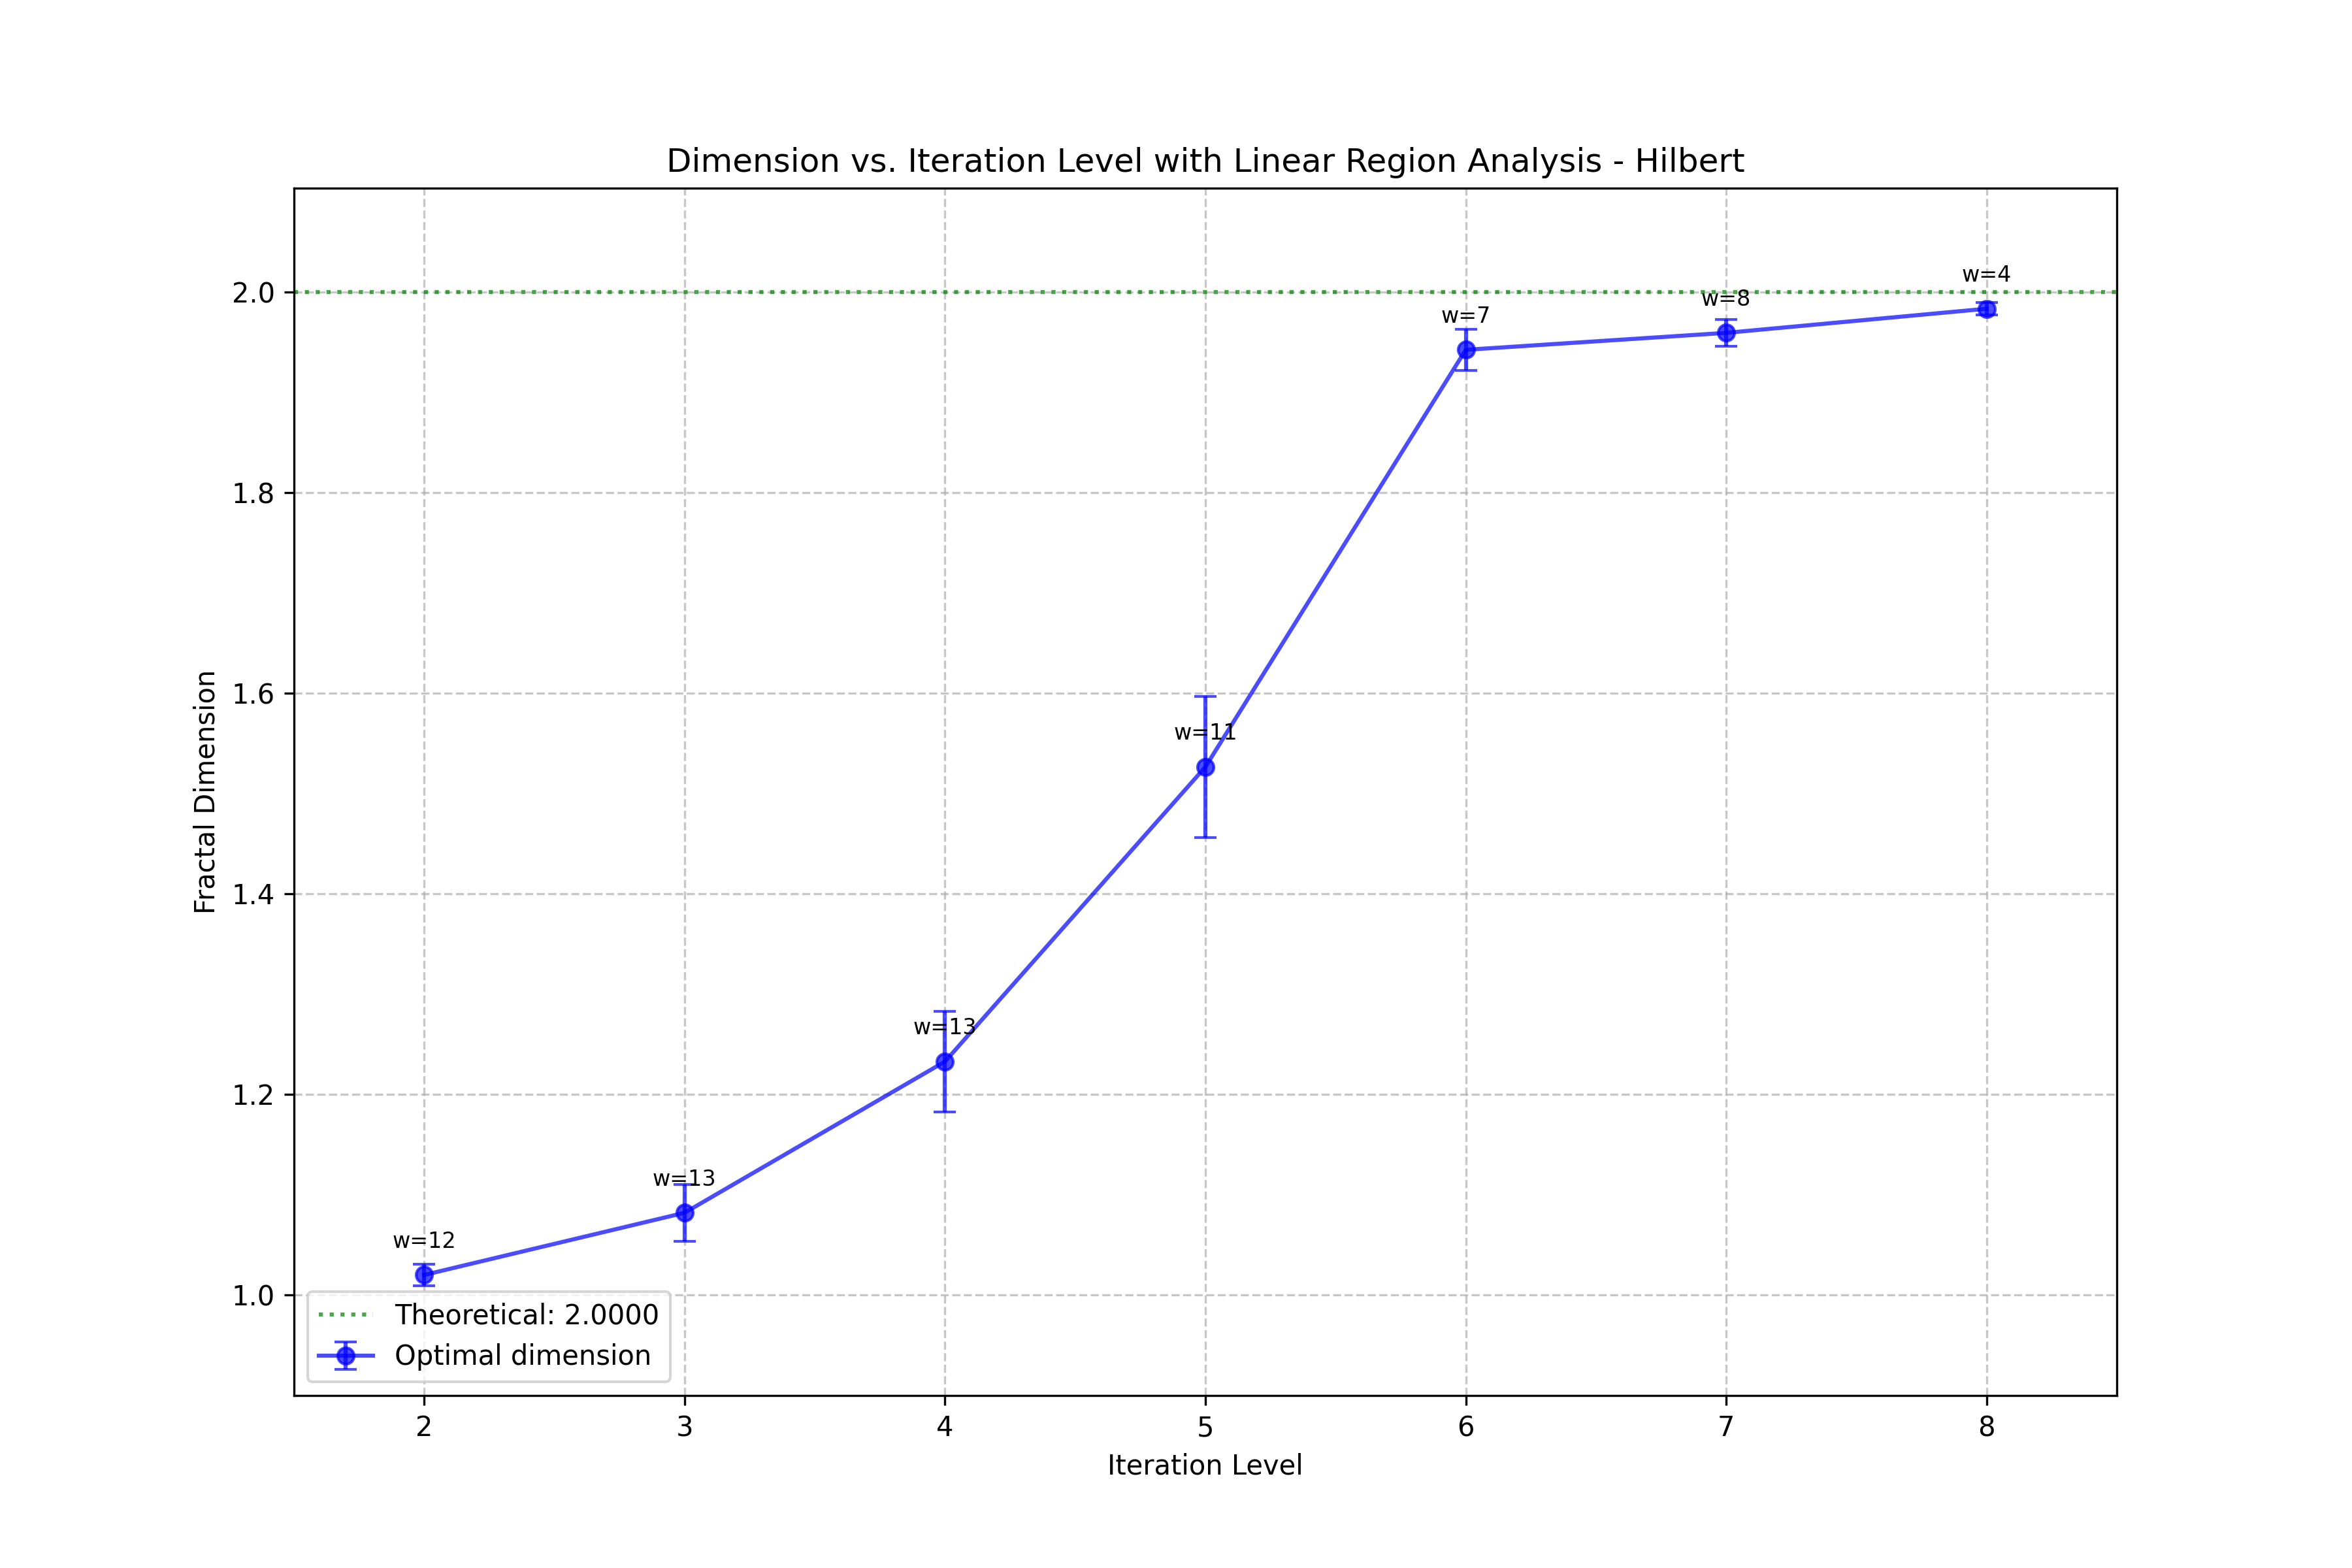 Dimension vs. Iteration Level with Linear Region Analysis - Hilbert
Fractal Dimension
2.0
1.8
1.6
1.4
1.2
1.0
w=12
w=13
w=13
w=11
w=7
w=8
w=4
Theoretical: 2.0000
Optimal dimension
2 3 4 5 6 7 8
Iteration Level